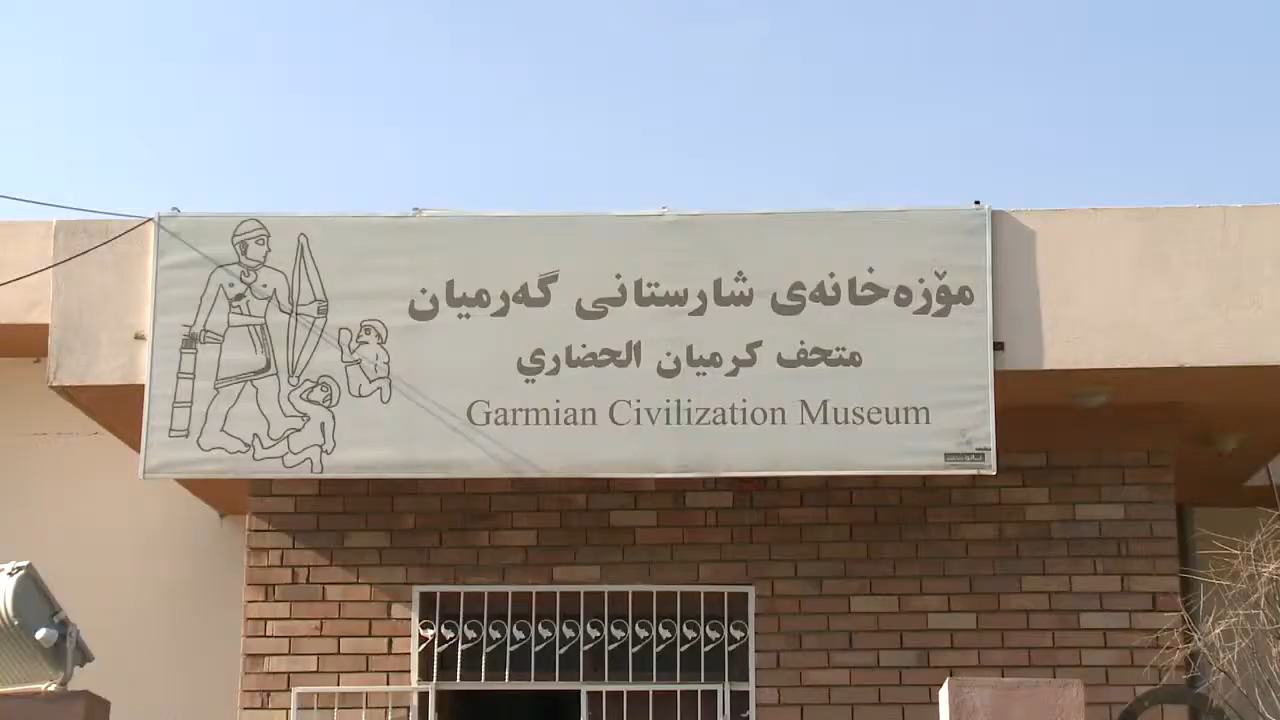 مۆزەخانەی شارستانی گەرمیان
متحف كرميان الحضاري
Garmian Civilization Museum